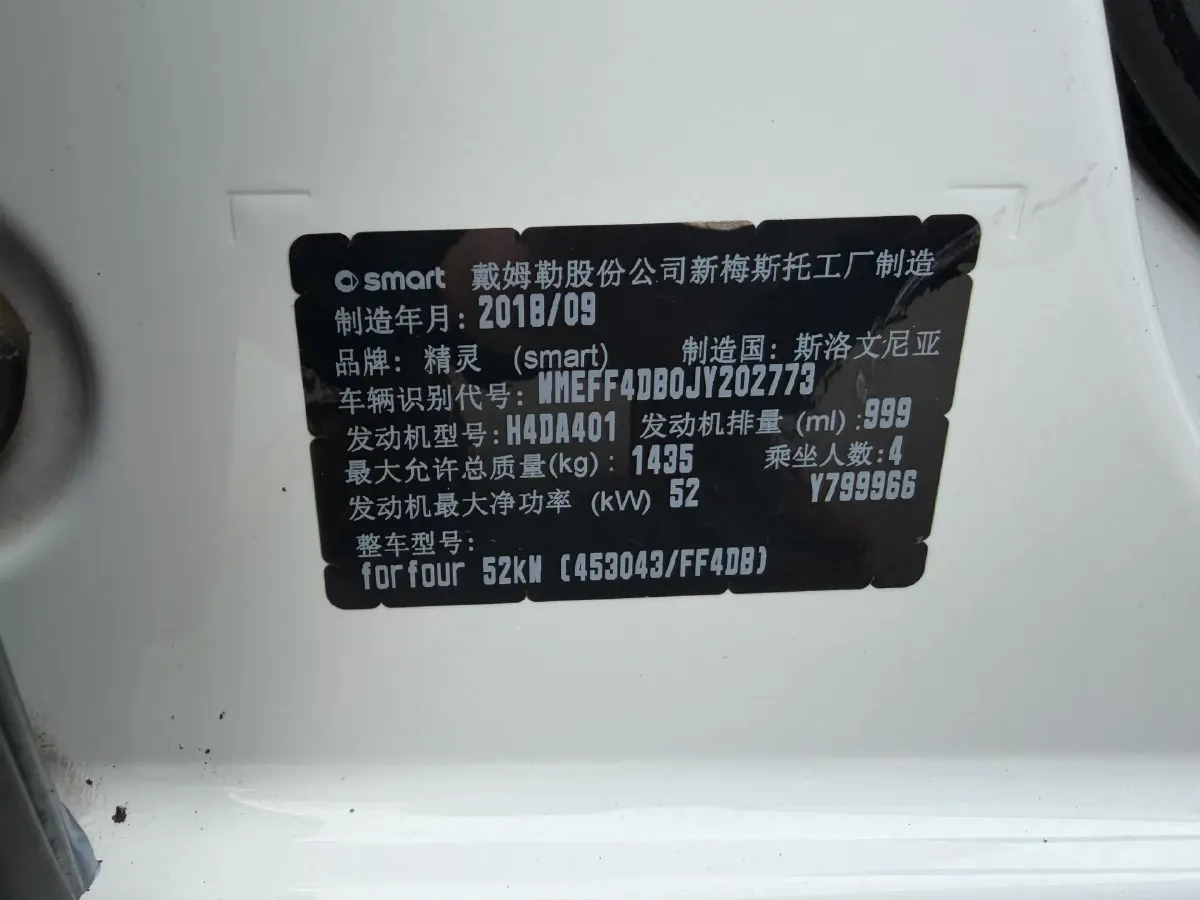 smart 戴姆勒股份公司新梅斯托工厂制造
制造年月: 2018/09
品牌: 精灵 (smart) 制造国: 斯洛文尼亚
车辆识别代号: WMEFF4DB0JY202773
发动机型号: H4DA401 发动机排量 (ml) :999
最大允许总质量(kg) : 1435 乘坐人数:4
发动机最大净功率 (kW) 52 Y799966
整车型号:
forfour 52kW (453043/FF4DB)